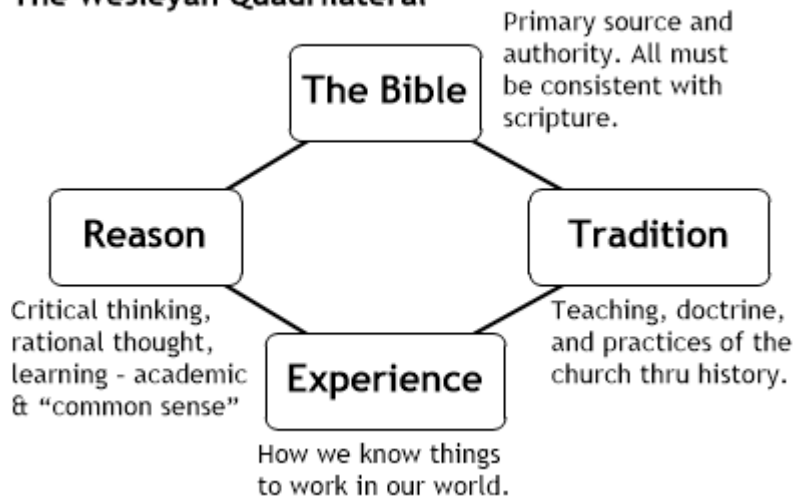 The Wesleyan Quadrilateral
Primary source and
authority. All must
be consistent with
scripture.
The Bible
Reason
Tradition
Critical thinking,
rational thought,
learning - academic
& “common sense”
Teaching, doctrine,
and practices of the
church thru history.
Experience
How we know things
to work in our world.